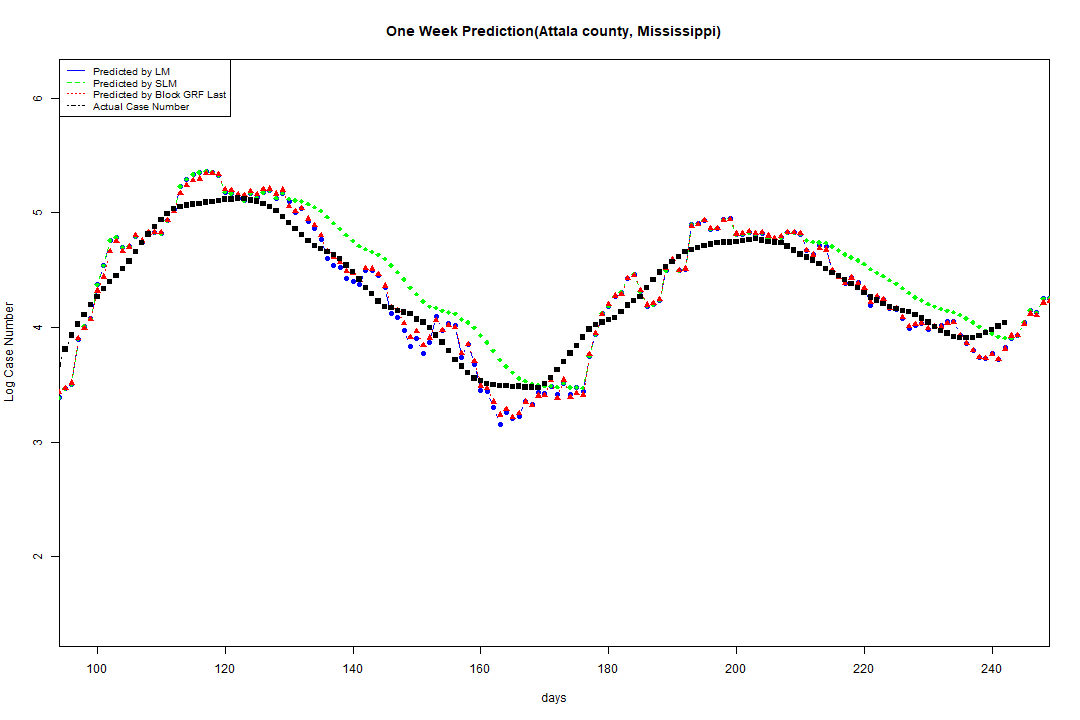 One Week Prediction(Attala county, Mississippi)
Predicted by LM
Predicted by SLM
Predicted by Block GRF Last
Actual Case Number
6
5
4
3
2
Log Case Number
100 120 140 160 180 200 220 240
days